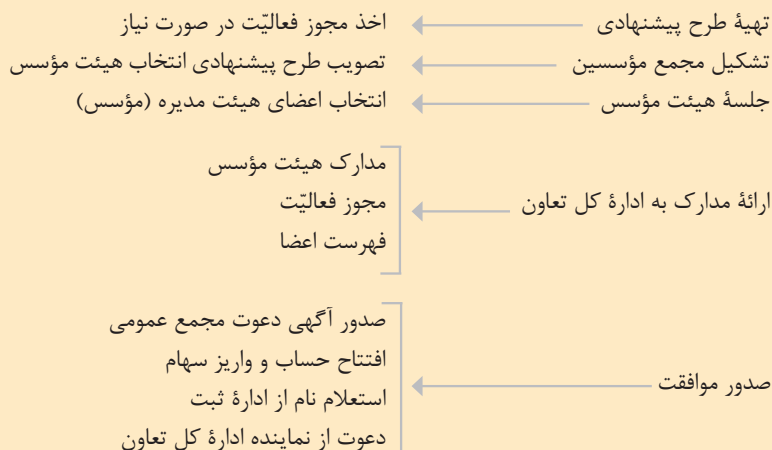 تهیهٔ طرح پیشنهادی اخذ مجوز فعالیّت در صورت نیاز
تشکیل مجمع مؤسسین تصویب طرح پیشنهادی انتخاب هیئت مؤسس
جلسهٔ هیئت مؤسس انتخاب اعضای هیئت مدیره (مؤسس)
ارائهٔ مدارک به ادارهٔ کل تعاون
مدارک هیئت مؤسس
مجوز فعالیّت
فهرست اعضا
صدور موافقت
صدور آگهی دعوت مجمع عمومی
افتتاح حساب و واریز سهام
استعلام نام از ادارهٔ ثبت
دعوت از نماینده ادارهٔ کل تعاون